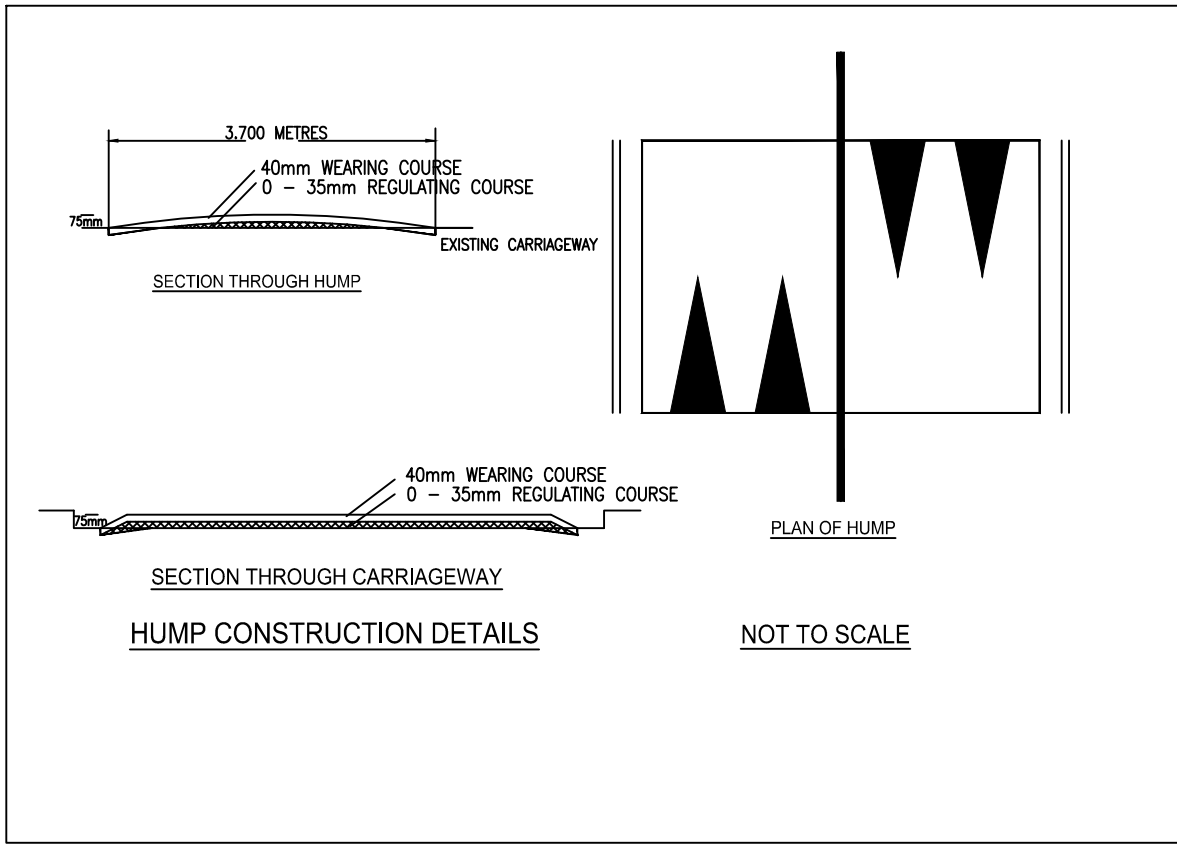 3.700 METRES
40mm WEARING COURSE
0 - 35mm REGULATING COURSE
75mm
EXISTING CARRIAGEWAY
SECTION THROUGH HUMP
40mm WEARING COURSE
0 - 35mm REGULATING COURSE
75mm
SECTION THROUGH CARRIAGEWAY
HUMP CONSTRUCTION DETAILS
PLAN OF HUMP
NOT TO SCALE